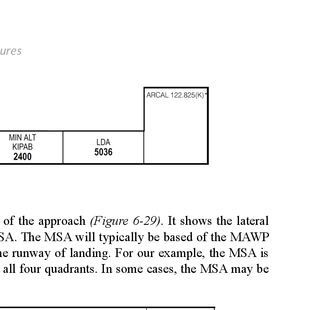 ures
ARCAL 122.825(K)*
MIN ALT
KIPAB
2400
LDA
5036
of the approach (Figure 6-29). It shows the lateral
SA. The MSA will typically be based of the MAWP
ne runway of landing. For our example, the MSA is
all four quadrants. In some cases, the MSA may be